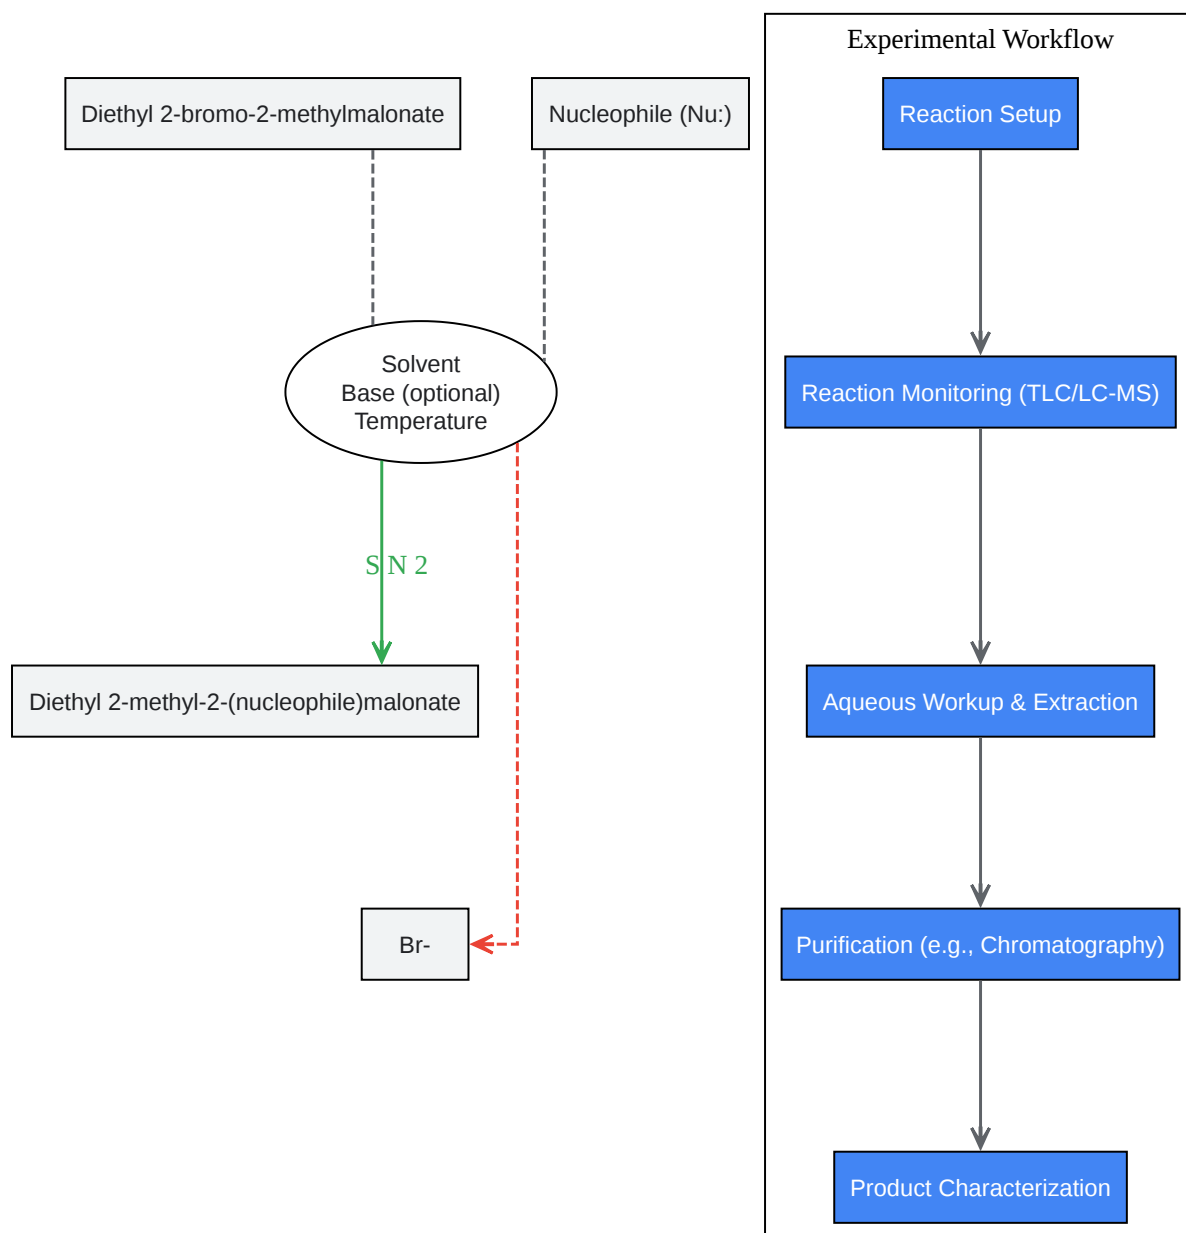 Experimental Workflow
Diethyl 2-bromo-2-methylmalonate
Nucleophile (Nu:)
Reaction Setup
Solvent
Base (optional)
Temperature
Reaction Monitoring (TLC/LC-MS)
S N 2
Diethyl 2-methyl-2-(nucleophile)malonate
Aqueous Workup & Extraction
Br-
Purification (e.g., Chromatography)
Product Characterization